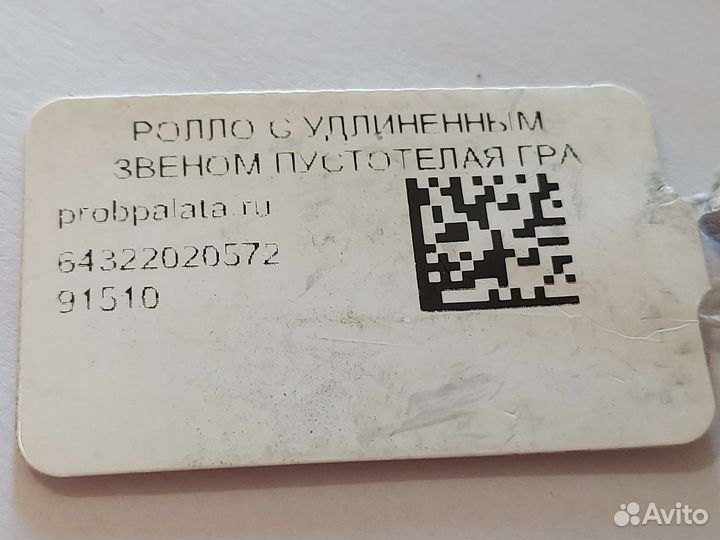 РОЛЛО С УДЛИНЕННЫМ
ЗВЕНОМ ПУСТОТЕЛАЯ ГРА
probpalata.ru
64322020572
91510
Avito